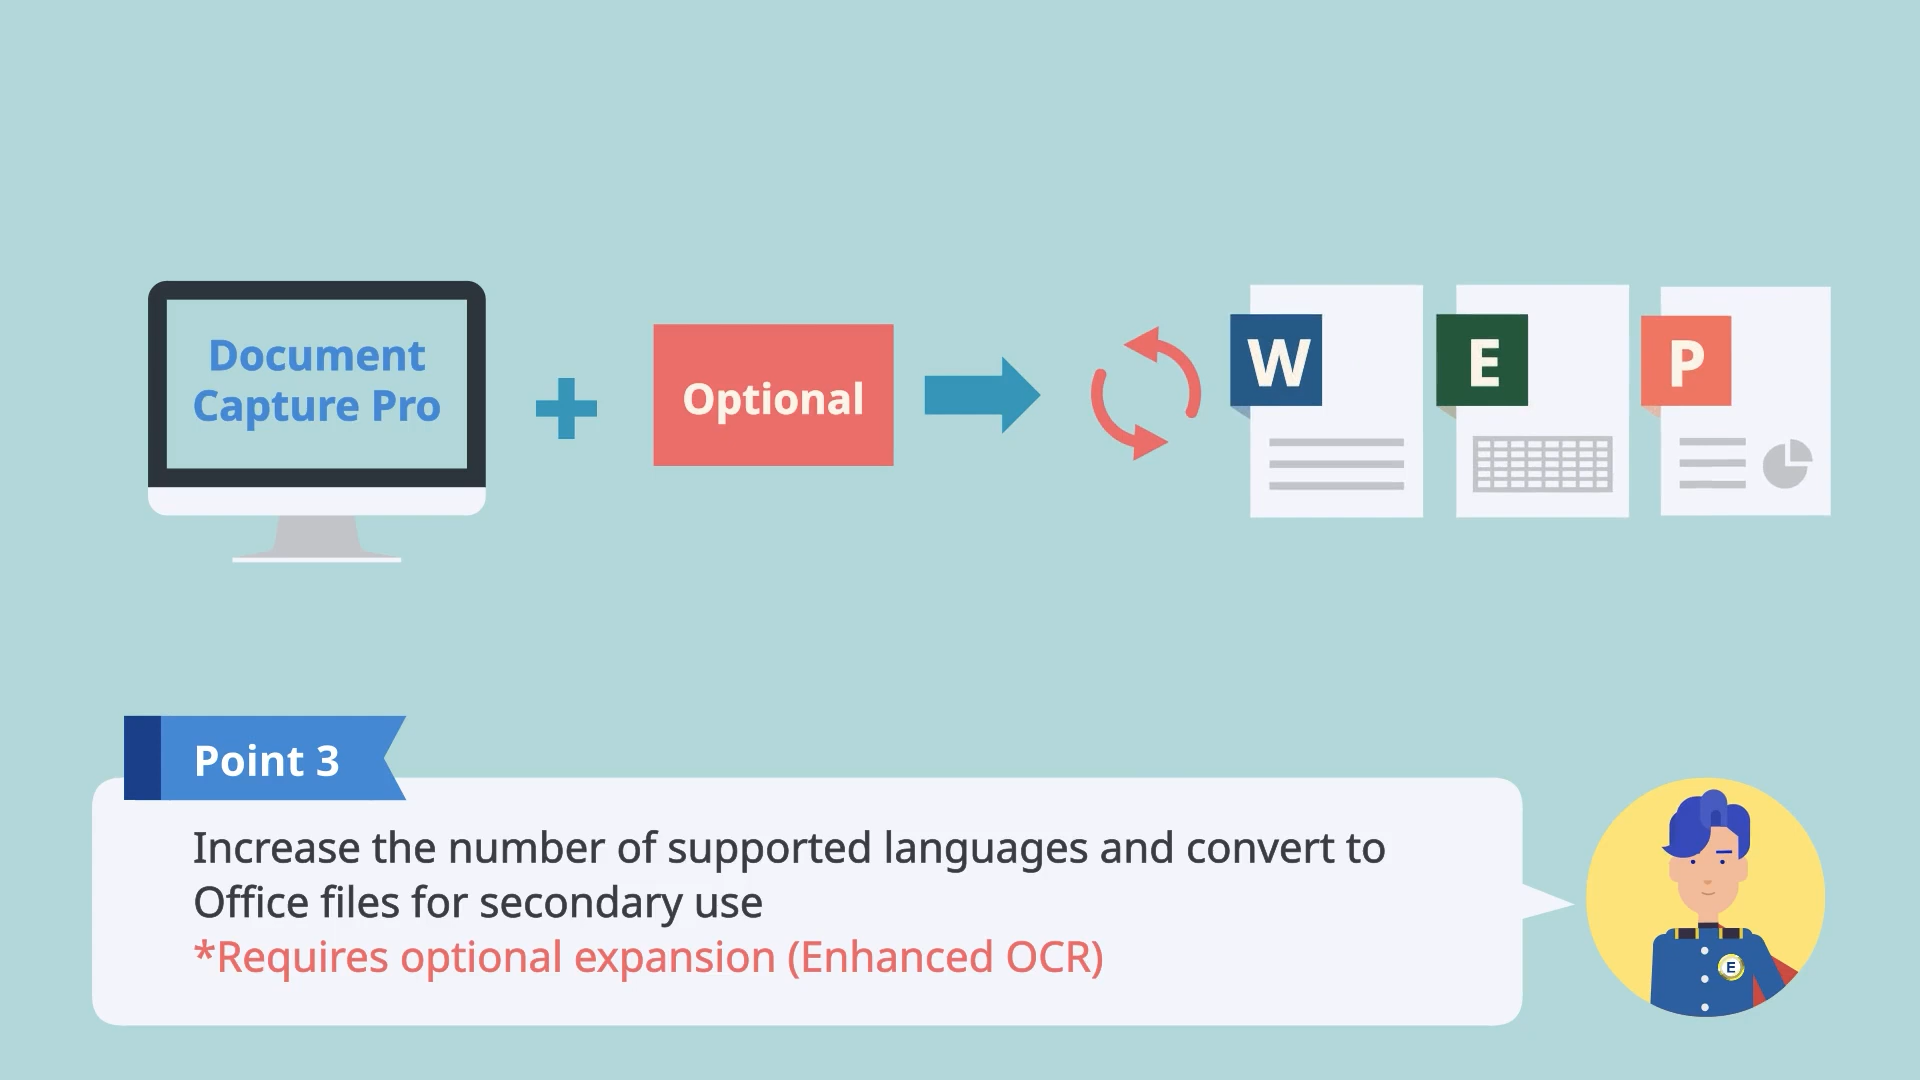 Document
Capture Pro
Optional
W
E
P
Point 3
Increase the number of supported languages and convert to
Office files for secondary use
*Requires optional expansion (Enhanced OCR)
E